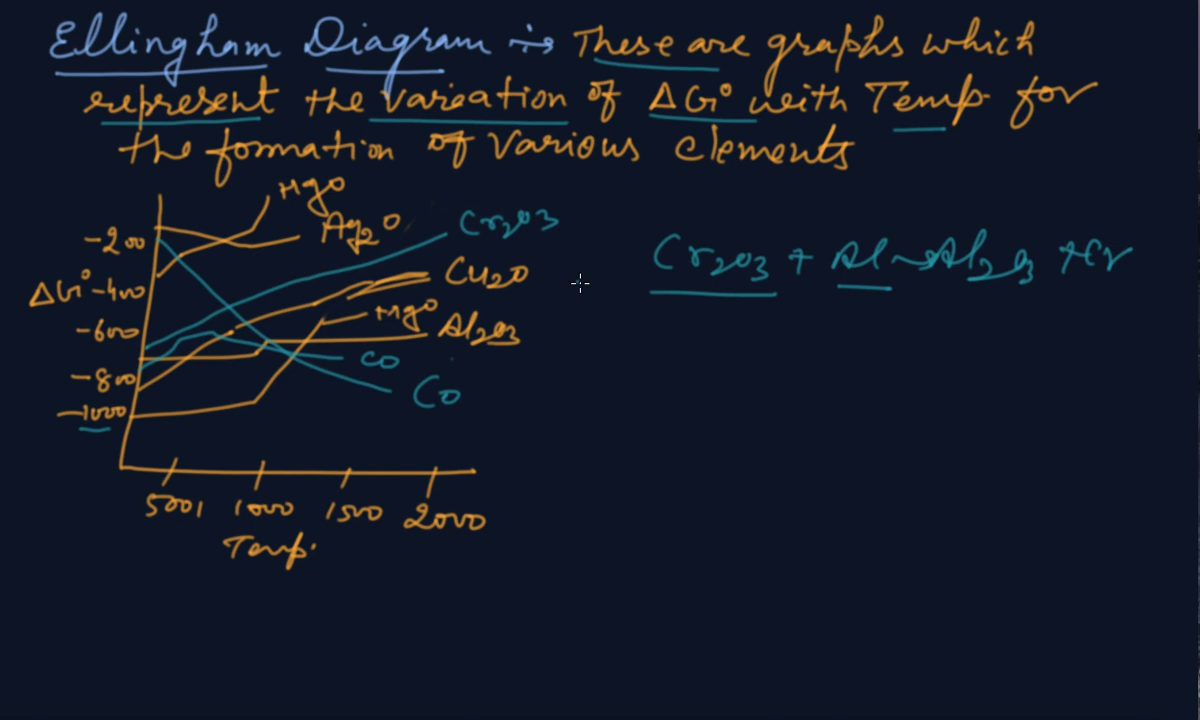 Ellingham Diagram :→ These are graphs which
represent the variation of ΔG° with Temp. for
the formation of various elements
HgO
Ag2O
Cr2O3
Cu2O
MgO
Al2O3
CO
CO
-200
ΔG° -400
-600
-800
-1000
500 1000 1500 2000
Temp.
Cr2O3 + Al → Al2O3 + Cr